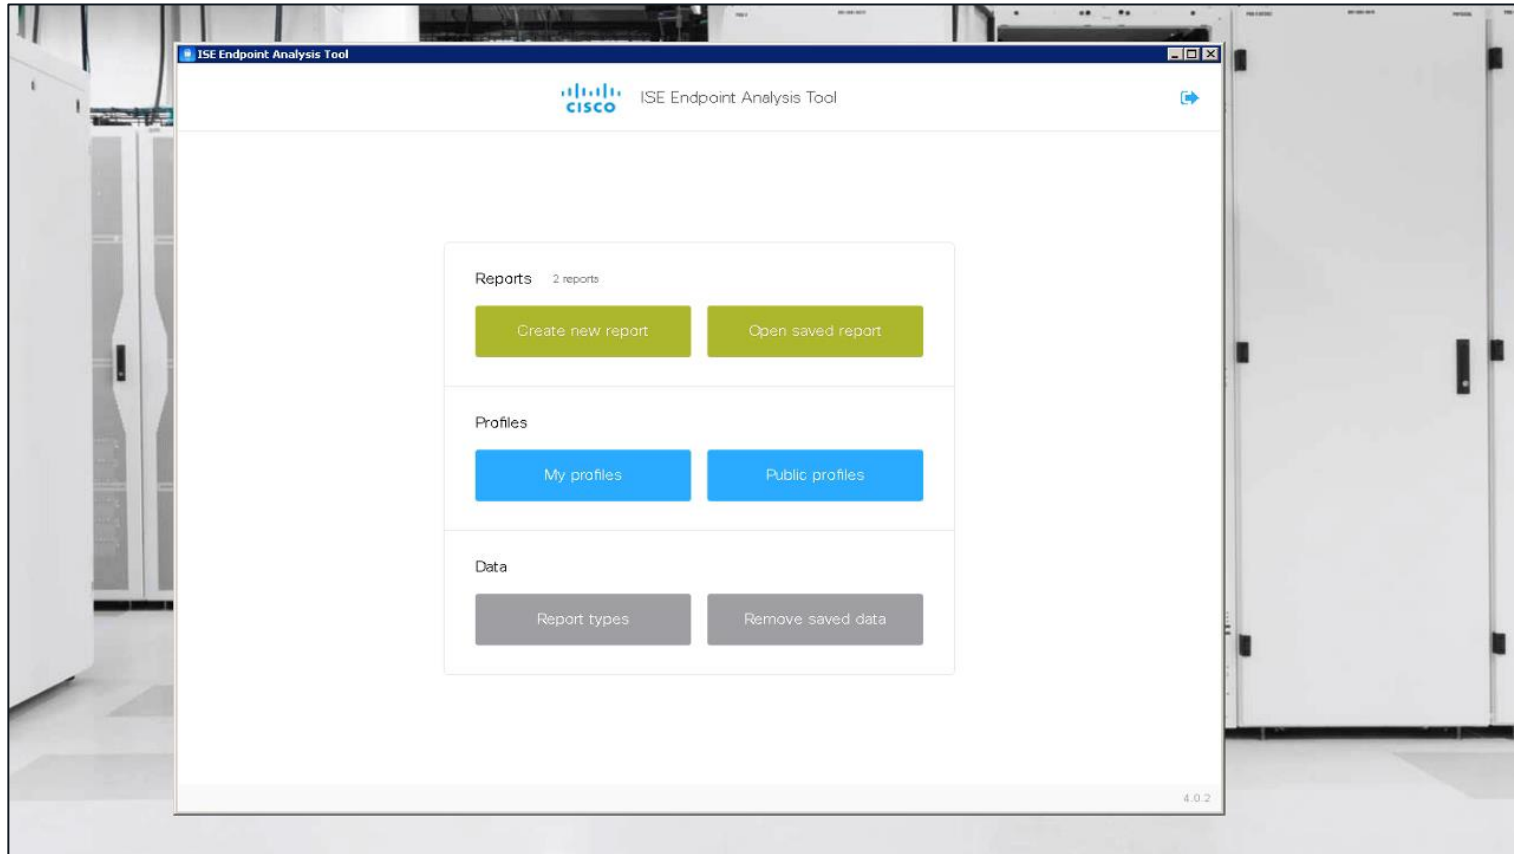 ISE Endpoint Analysis Tool
CISCO
ISE Endpoint Analysis Tool
Reports 2 reports
Create new report Open saved report
Profiles
My profiles Public profiles
Data
Report types Remove saved data
4.0.2